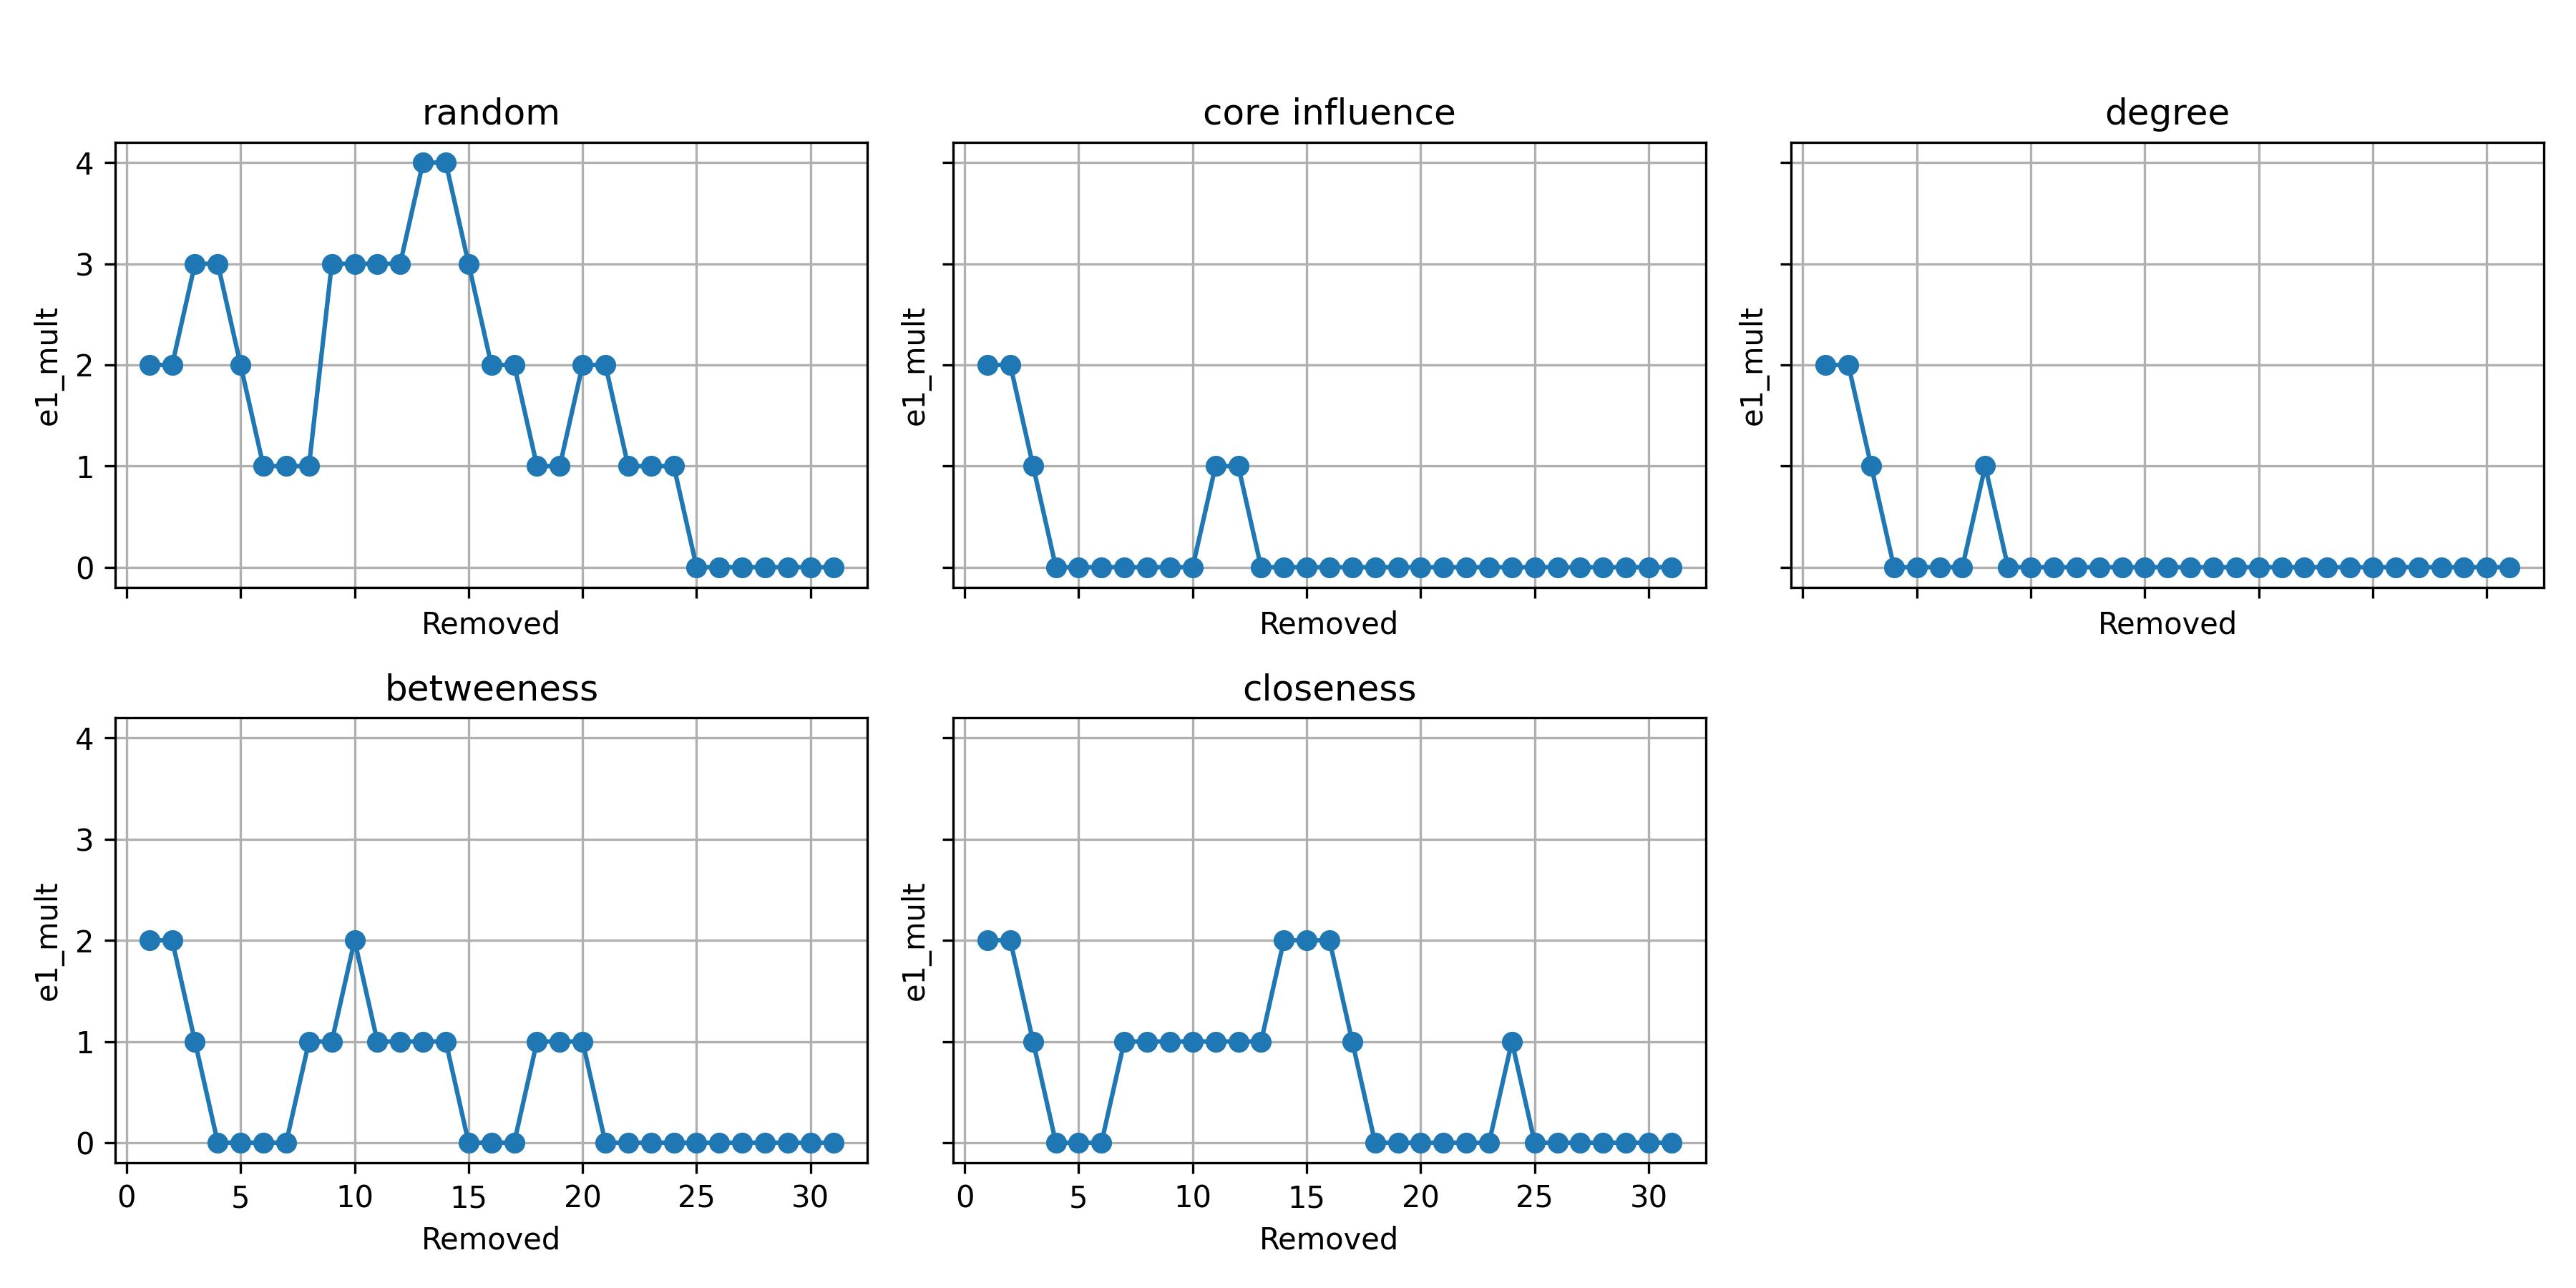 random
core influence
degree
4
3
2
1
0
e1_mult
e1_mult
e1_mult
Removed
Removed
Removed
betweeness
closeness
4
3
2
1
0
e1_mult
e1_mult
0 5 10 15 20 25 30
0 5 10 15 20 25 30
Removed
Removed